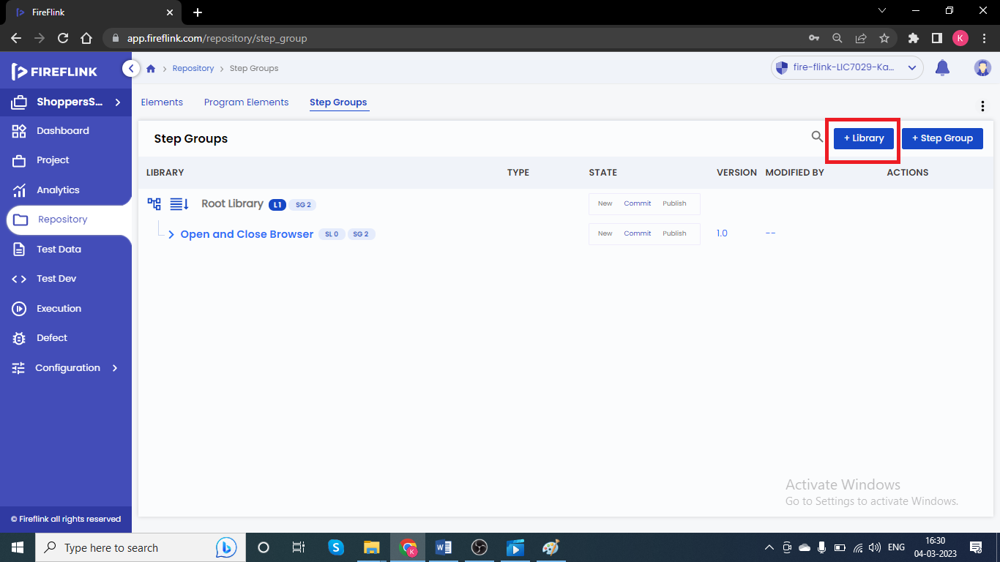 FireFlink
app.fireflink.com/repository/step_group
K
FIREFLINK
Repository
Step Groups
fire-flink-LIC7029-Ka...
ShoppersS...
Elements
Program Elements
Step Groups
Dashboard
Project
Analytics
Repository
Test Data
Test Dev
Execution
Defect
Configuration
© Fireflink all rights reserved
Step Groups
+ Library
+ Step Group
LIBRARY TYPE STATE VERSION MODIFIED BY ACTIONS
Root Library L1 SG 2 New Commit Publish
Open and Close Browser SL 0 SG 2 New Commit Publish 1.0 --
Activate Windows
Go to Settings to activate Windows.
Type here to search
ENG
16:30
04-03-2023